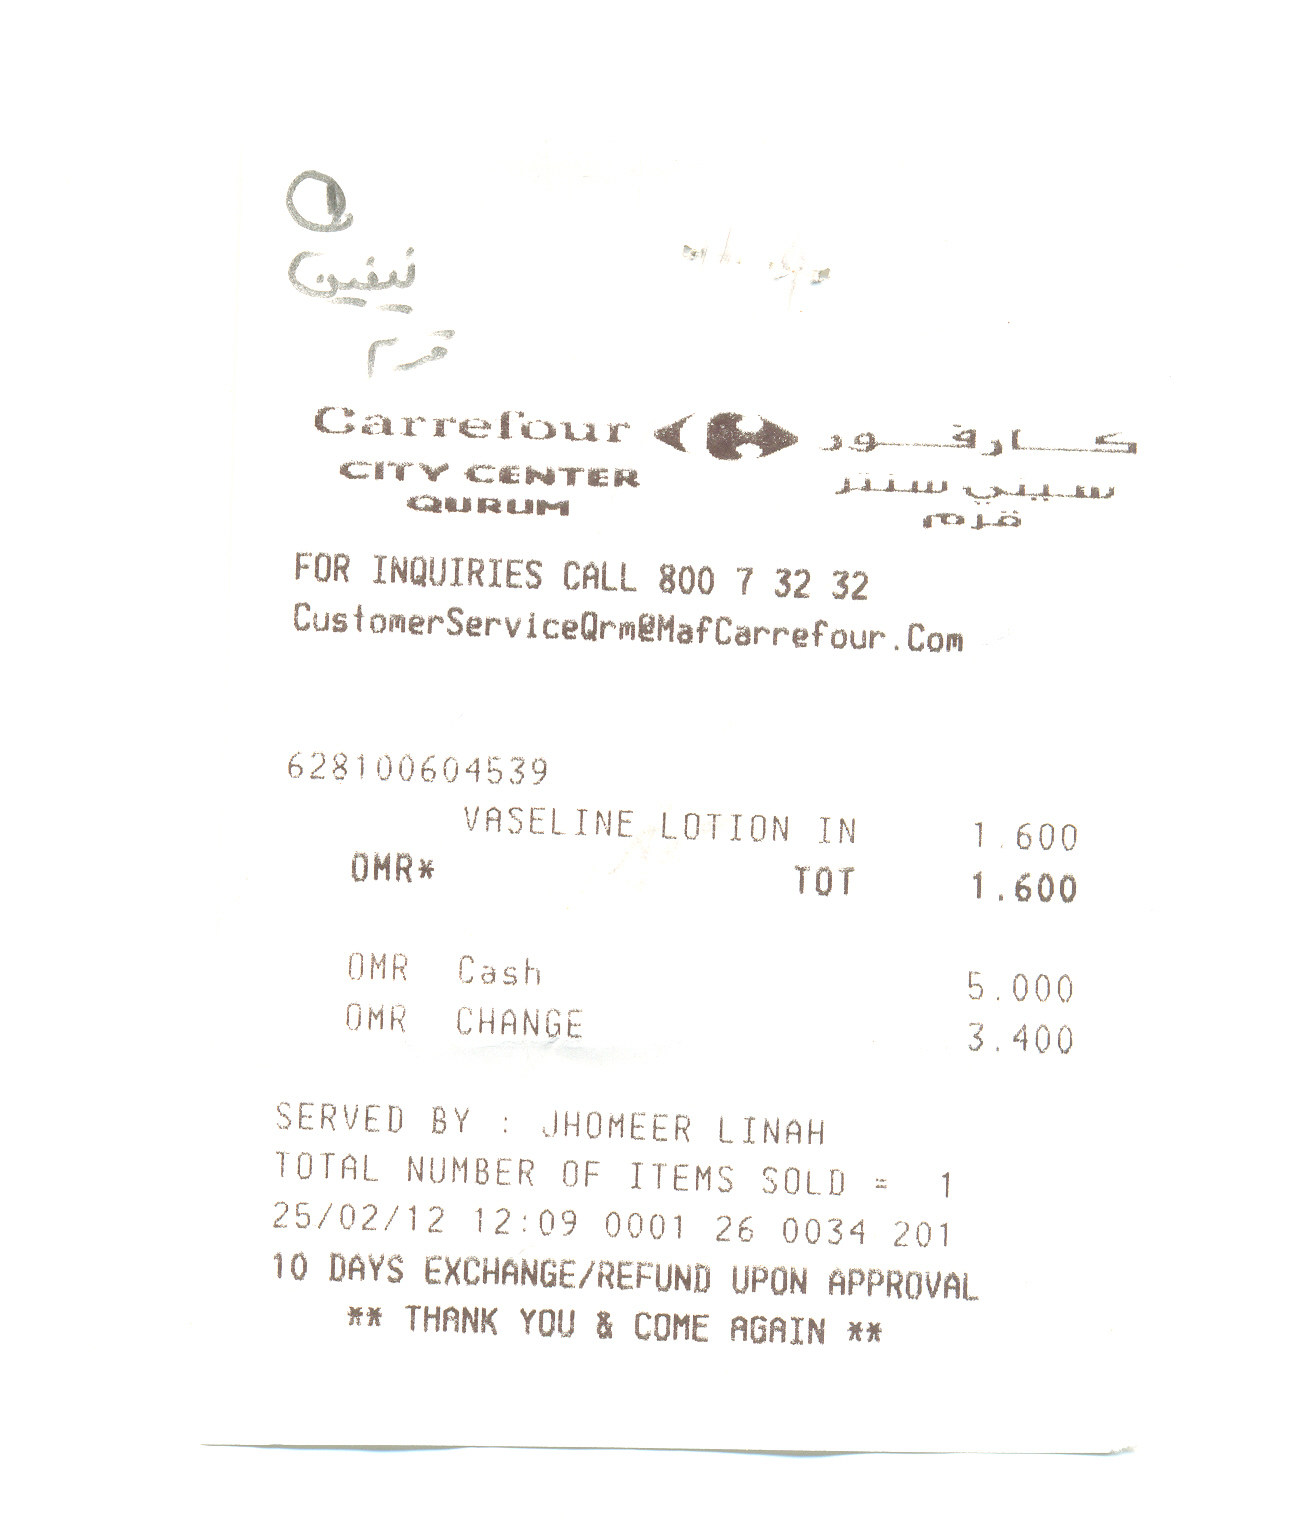 قرم
Carrefour كارفور
CITY CENTER سيتي سنتر
QURUM قرم
FOR INQUIRIES CALL 800 7 32 32
CustomerServiceQrm@MafCarrefour.Com
628100604539
VASELINE LOTION IN 1.600
OMR* TOT 1.600
OMR Cash 5.000
OMR CHANGE 3.400
SERVED BY : JHOMEER LINAH
TOTAL NUMBER OF ITEMS SOLD = 1
25/02/12 12:09 0001 26 0034 201
10 DAYS EXCHANGE/REFUND UPON APPROVAL
** THANK YOU & COME AGAIN **